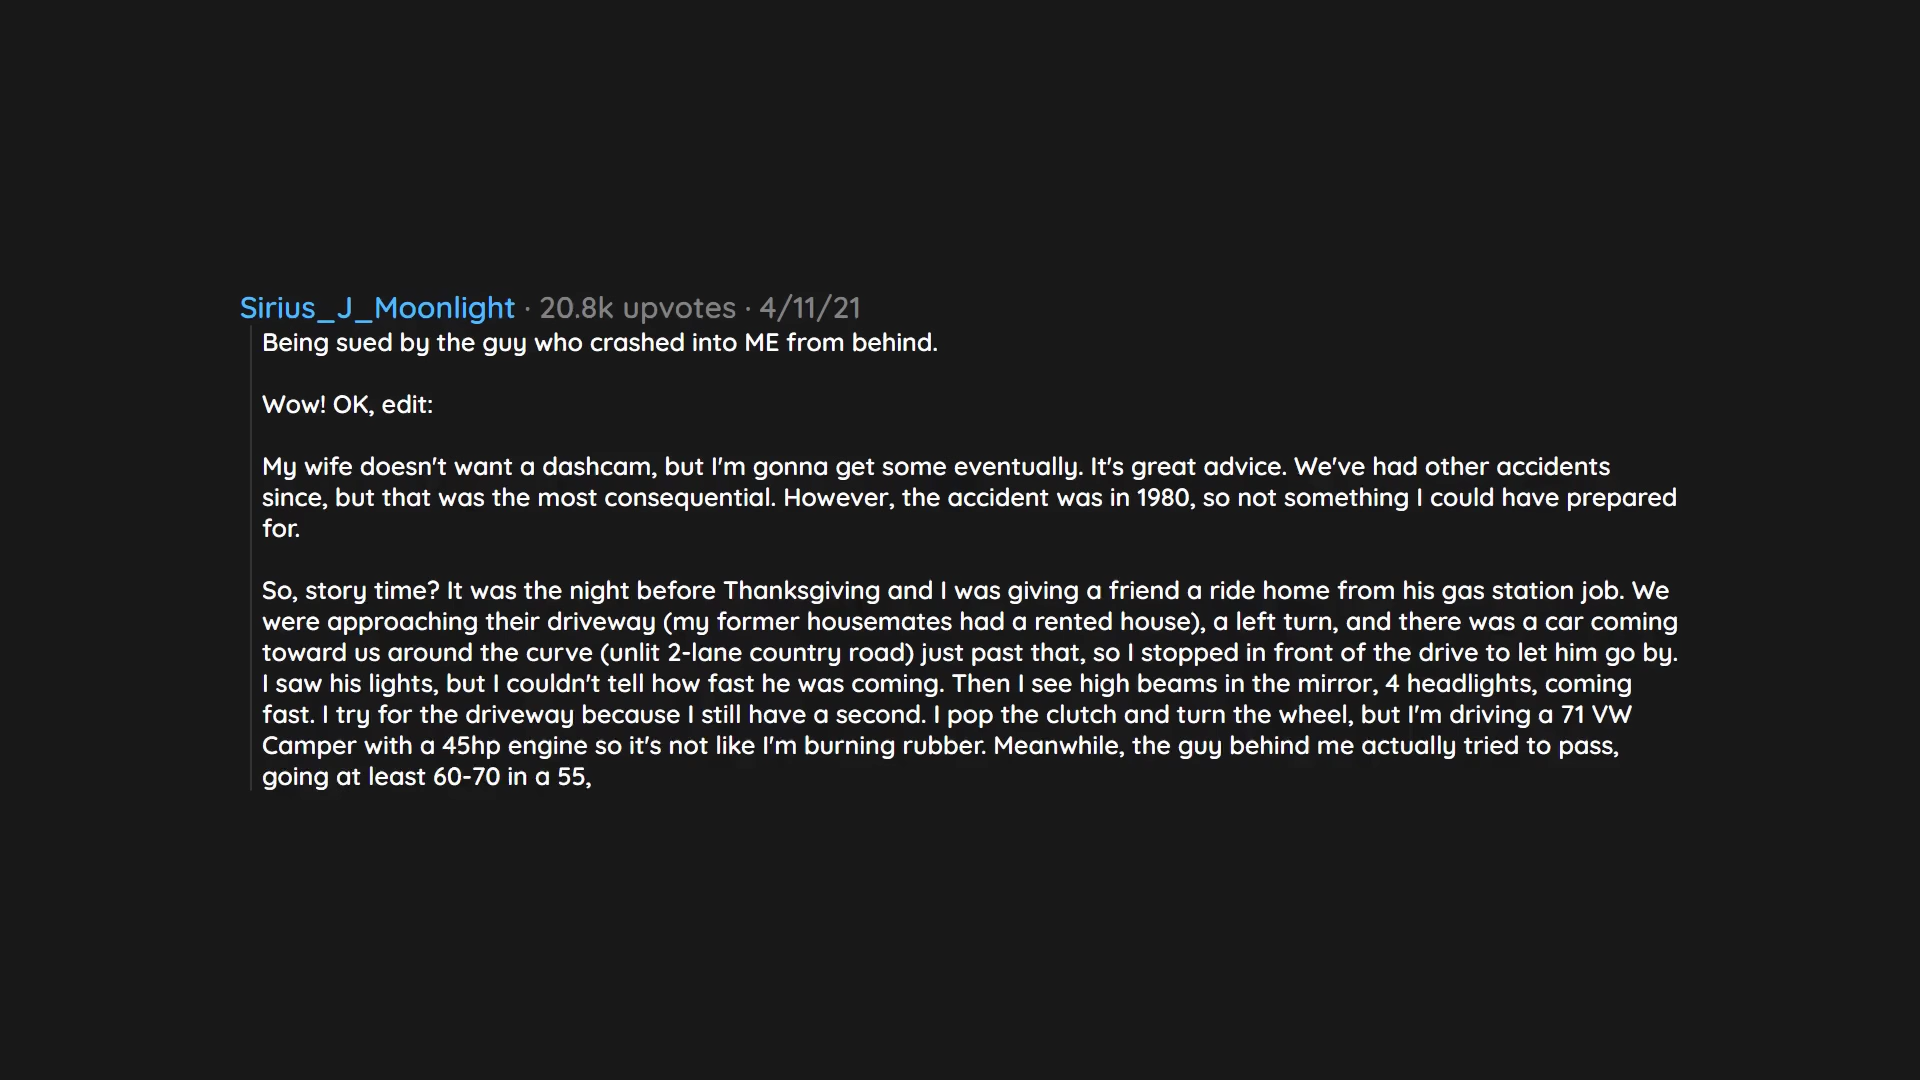 Sirius_J_Moonlight · 20.8k upvotes · 4/11/21
Being sued by the guy who crashed into ME from behind.
Wow! OK, edit:
My wife doesn't want a dashcam, but I'm gonna get some eventually. It's great advice. We've had other accidents
since, but that was the most consequential. However, the accident was in 1980, so not something I could have prepared
for.
So, story time? It was the night before Thanksgiving and I was giving a friend a ride home from his gas station job. We
were approaching their driveway (my former housemates had a rented house), a left turn, and there was a car coming
toward us around the curve (unlit 2-lane country road) just past that, so I stopped in front of the drive to let him go by.
I saw his lights, but I couldn't tell how fast he was coming. Then I see high beams in the mirror, 4 headlights, coming
fast. I try for the driveway because I still have a second. I pop the clutch and turn the wheel, but I'm driving a 71 VW
Camper with a 45hp engine so it's not like I'm burning rubber. Meanwhile, the guy behind me actually tried to pass,
going at least 60-70 in a 55,